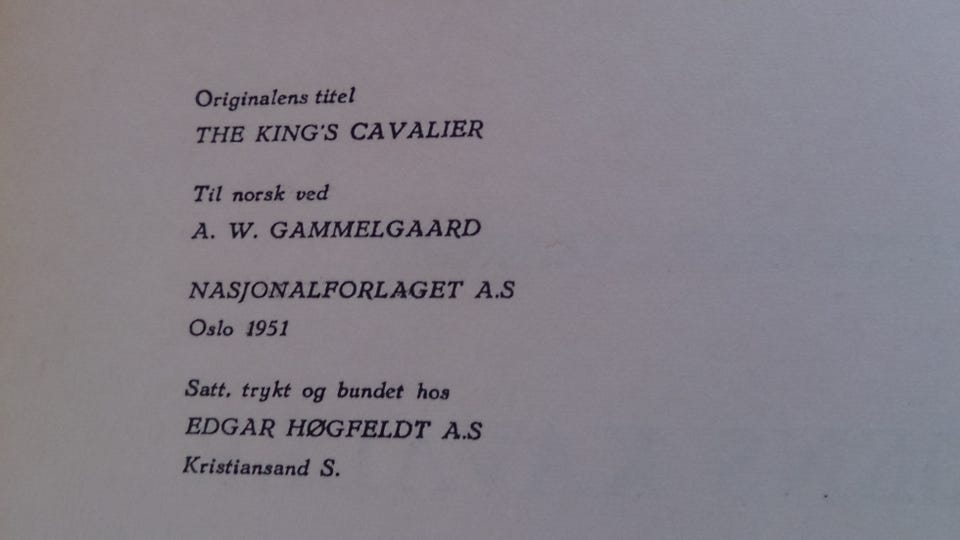 Originalens titel
THE KING'S CAVALIER
Til norsk ved
A. W. GAMMELGAARD
NASJONALFORLAGET A.S
Oslo 1951
Satt, trykt og bundet hos
EDGAR HØGFELDT A.S
Kristiansand S.